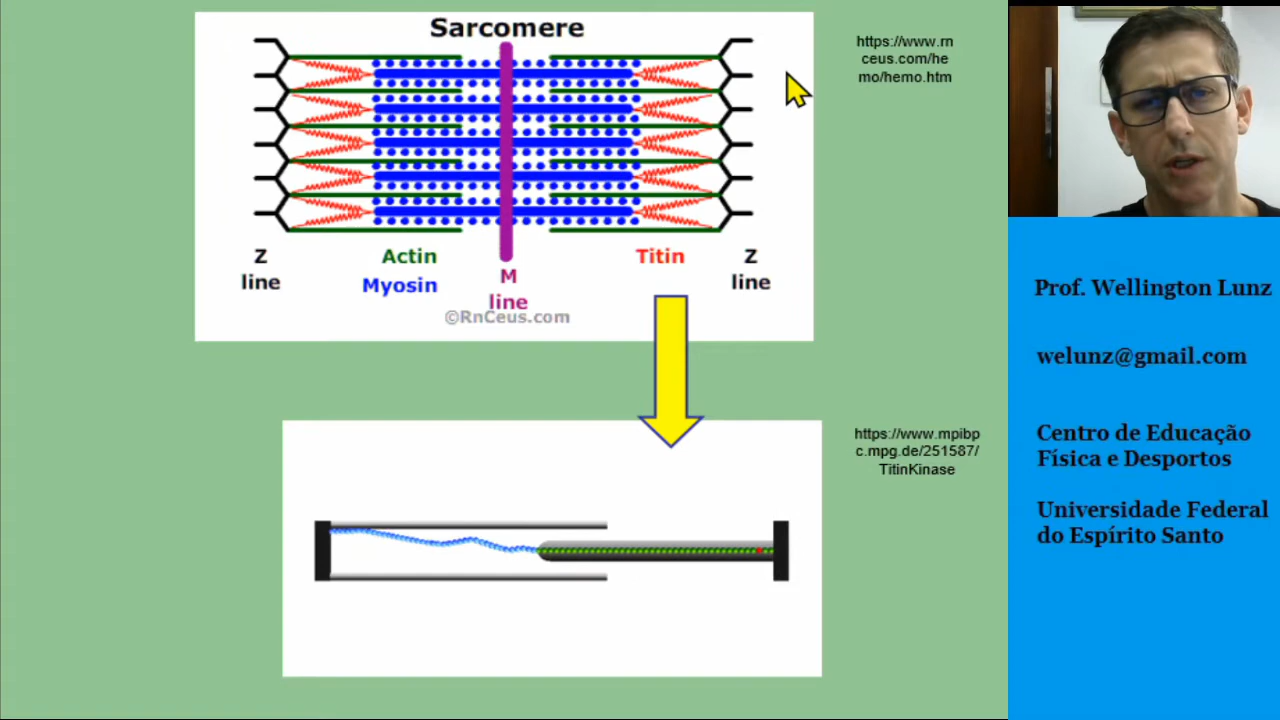 Sarcomere
Z
line
Actin
Myosin
M
line
Titin
Z
line
©RnCeus.com
https://www.rn
ceus.com/he
mo/hemo.htm
https://www.mpibp
c.mpg.de/251587/
TitinKinase
Prof. Wellington Lunz
welunz@gmail.com
Centro de Educação
Física e Desportos
Universidade Federal
do Espírito Santo